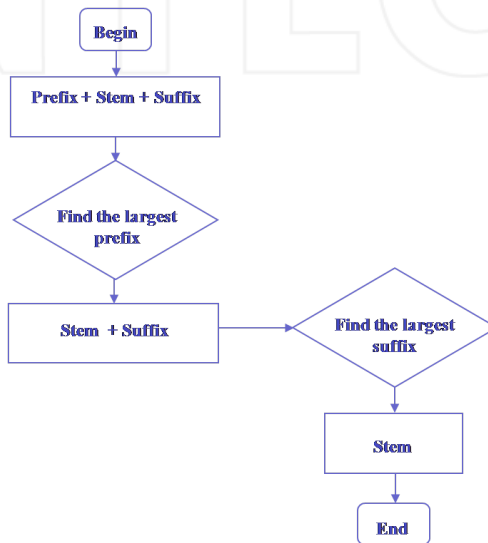 Begin
Prefix + Stem + Suffix
Find the largest
prefix
Stem + Suffix
Find the largest
suffix
Stem
End